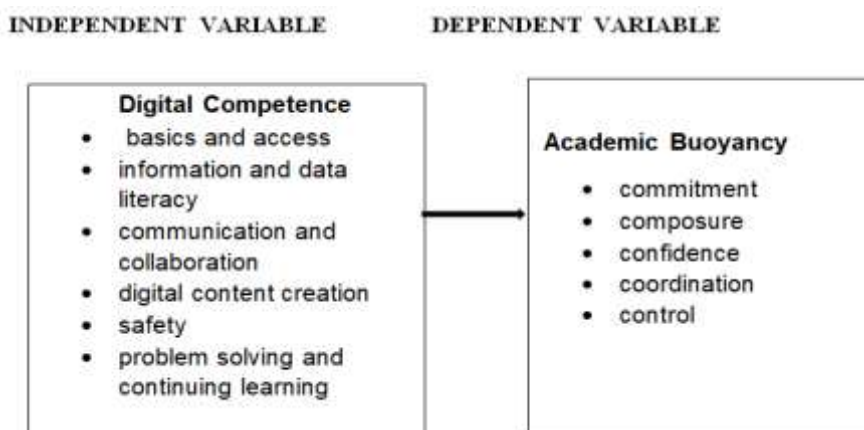 INDEPENDENT VARIABLE
DEPENDENT VARIABLE
Digital Competence
• basics and access
• information and data
literacy
• communication and
collaboration
• digital content creation
• safety
• problem solving and
continuing learning
Academic Buoyancy
• commitment
• composure
• confidence
• coordination
• control